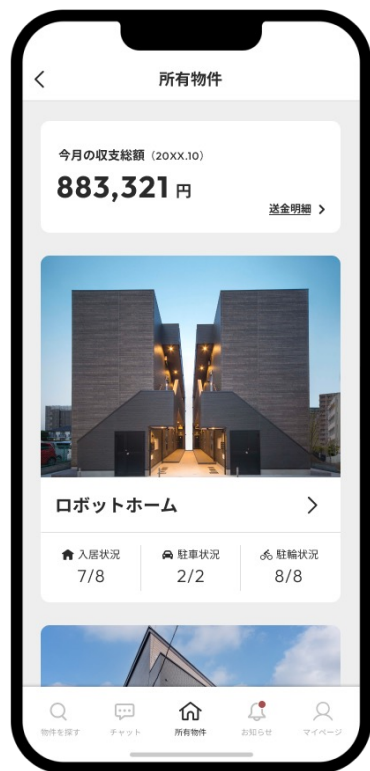 所有物件
今月の収支総額（20XX.10）
883,321 円
送金明細
ロボットホーム
入居状況 駐車状況 駐輪状況
7/8 2/2 8/8
物件を探す チャット 所有物件 お知らせ マイページ